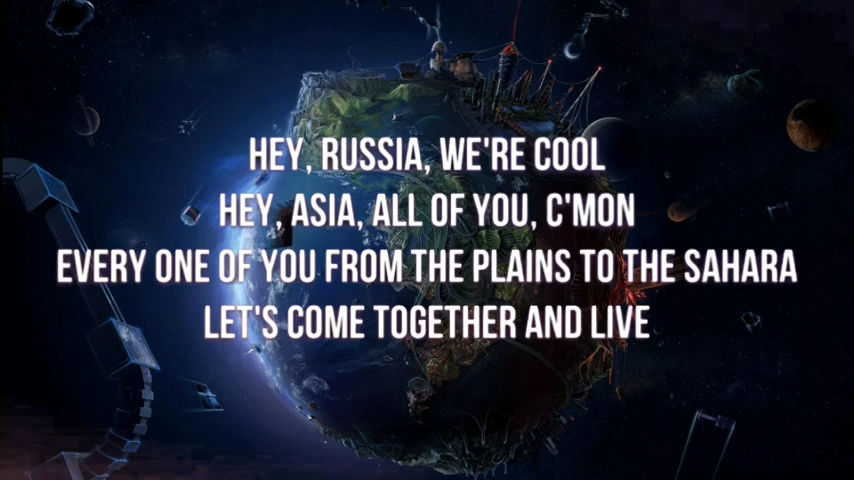 HEY, RUSSIA, WE'RE COOL
HEY, ASIA, ALL OF YOU, C'MON
EVERY ONE OF YOU FROM THE PLAINS TO THE SAHARA
LET'S COME TOGETHER AND LIVE